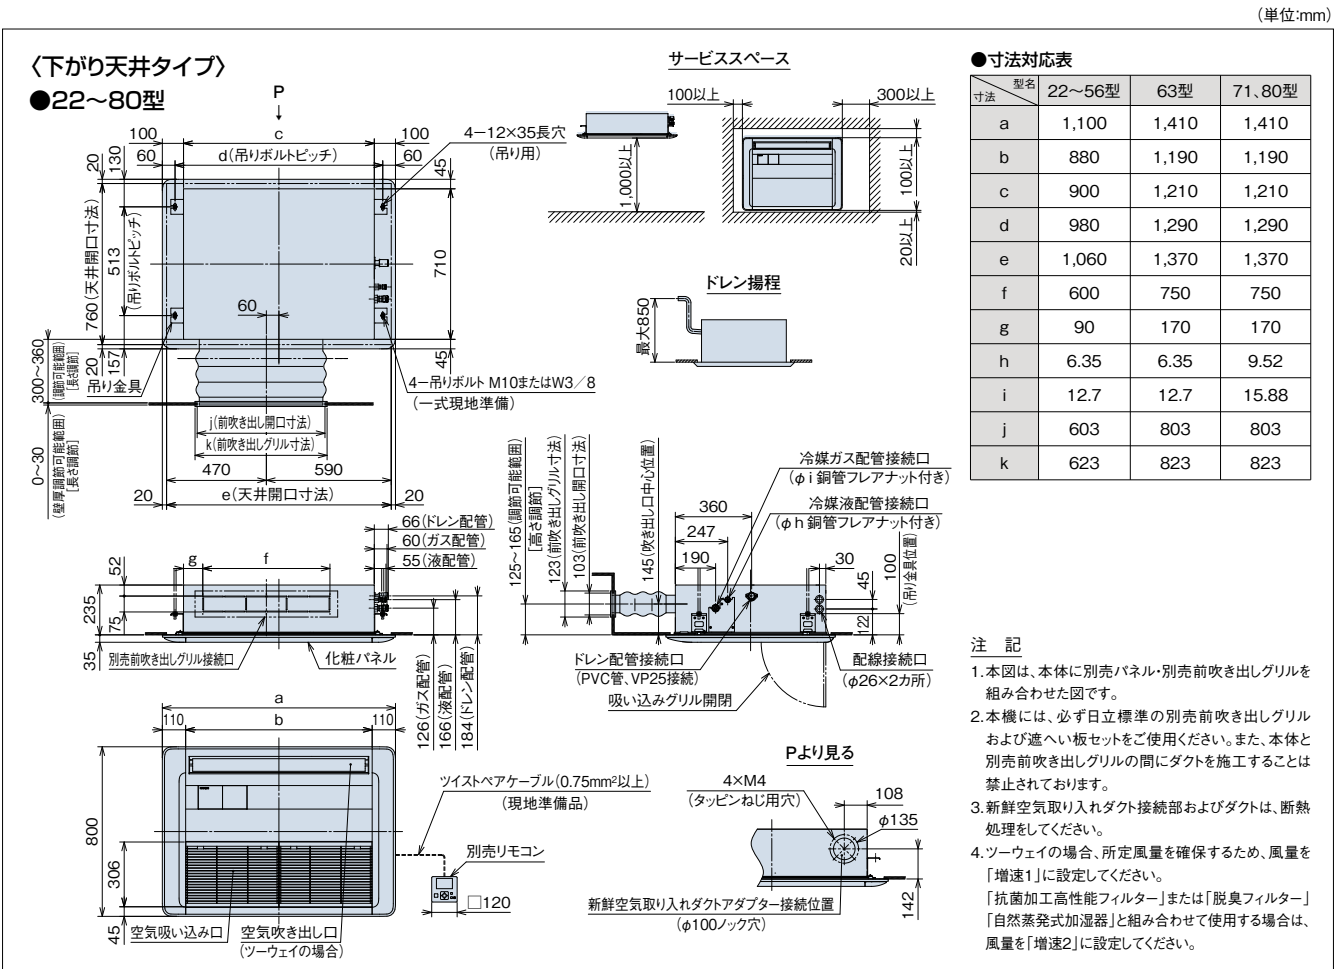 (単位:mm)
〈下がり天井タイプ〉
●22〜80型
P
100
c
100
60
d(吊りボルトピッチ)
60
4−12×35長穴
(吊り用)
20
130
45
760(天井開口寸法)
513
(吊りボルトピッチ)
710
60
20
157
45
300〜360
(調節可能範囲)
[長さ調節]
吊り金具
4−吊りボルト M10またはW3/8
(一式現地準備)
0〜30
(壁厚調節可能範囲)
[長さ調節]
j(前吹き出し開口寸法)
k(前吹き出しグリル寸法)
470
590
20
e(天井開口寸法)
20
サービススペース
100以上
300以上
1,000以上
100以上
20以上
ドレン揚程
最大850
●寸法対応表
型名
寸法
22〜56型 63型 71、80型
a 1,100 1,410 1,410
b 880 1,190 1,190
c 900 1,210 1,210
d 980 1,290 1,290
e 1,060 1,370 1,370
f 600 750 750
g 90 170 170
h 6.35 6.35 9.52
i 12.7 12.7 15.88
j 603 803 803
k 623 823 823
66(ドレン配管)
60(ガス配管)
55(液配管)
52
g
f
235
75
35
別売前吹き出しグリル接続口
化粧パネル
126(ガス配管)
166(液配管)
184(ドレン配管)
125〜165(調節可能範囲)
[高さ調節]
123(前吹き出しグリル寸法)
103(前吹き出し開口寸法)
145(吹き出し口中心位置)
冷媒ガス配管接続口
(φi銅管フレアナット付き)
冷媒液配管接続口
(φh銅管フレアナット付き)
360
247
190
30
45
100
(吊り金具位置)
122
ドレン配管接続口
(PVC管、VP25接続)
吸い込みグリル開閉
配線接続口
(φ26×2カ所)
a
110
b
110
800
306
45
空気吸い込み口
空気吹き出し口
(ツーウェイの場合)
ツイストペアケーブル(0.75mm²以上)
(現地準備品)
別売リモコン
□120
Pより見る
4×M4
(タッピンねじ用穴)
108
φ135
142
新鮮空気取り入れダクトアダプター接続位置
(φ100ノック穴)
注 記
1.本図は、本体に別売パネル・別売前吹き出しグリルを
組み合わせた図です。
2.本機には、必ず日立標準の別売前吹き出しグリル
および遮へい板セットをご使用ください。また、本体と
別売前吹き出しグリルの間にダクトを施工することは
禁止されております。
3.新鮮空気取り入れダクト接続部およびダクトは、断熱
処理をしてください。
4.ツーウェイの場合、所定風量を確保するため、風量を
「増速1」に設定してください。
「抗菌加工高性能フィルター」または「脱臭フィルター」
「自然蒸発式加湿器」と組み合わせて使用する場合は、
風量を「増速2」に設定してください。